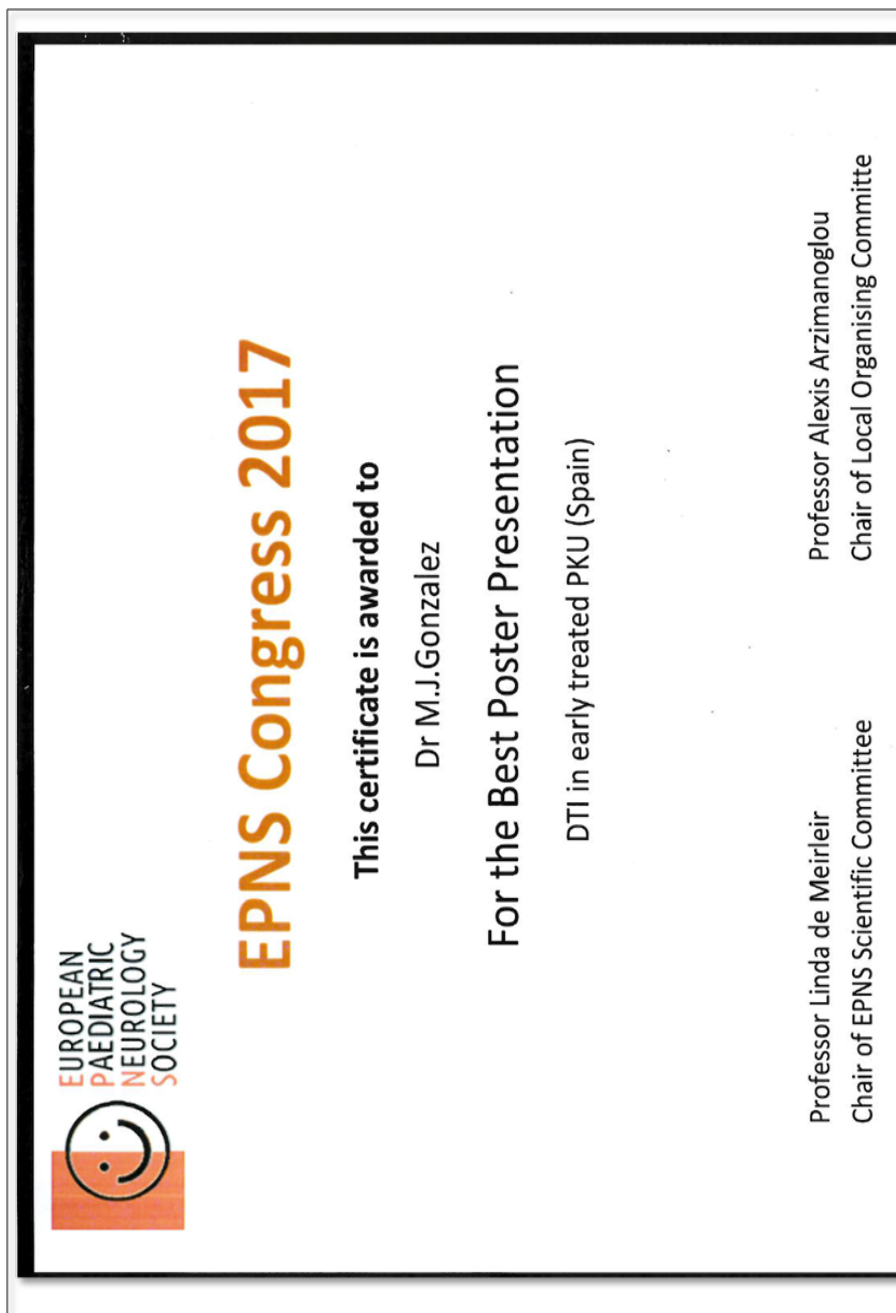 EUROPEAN
PAEDIATRIC
NEUROLOGY
SOCIETY
EPNS Congress 2017
This certificate is awarded to
Dr M.J.Gonzalez
For the Best Poster Presentation
DTI in early treated PKU (Spain)
Professor Linda de Meirleir
Chair of EPNS Scientific Committee
Professor Alexis Arzimanoglou
Chair of Local Organising Committe